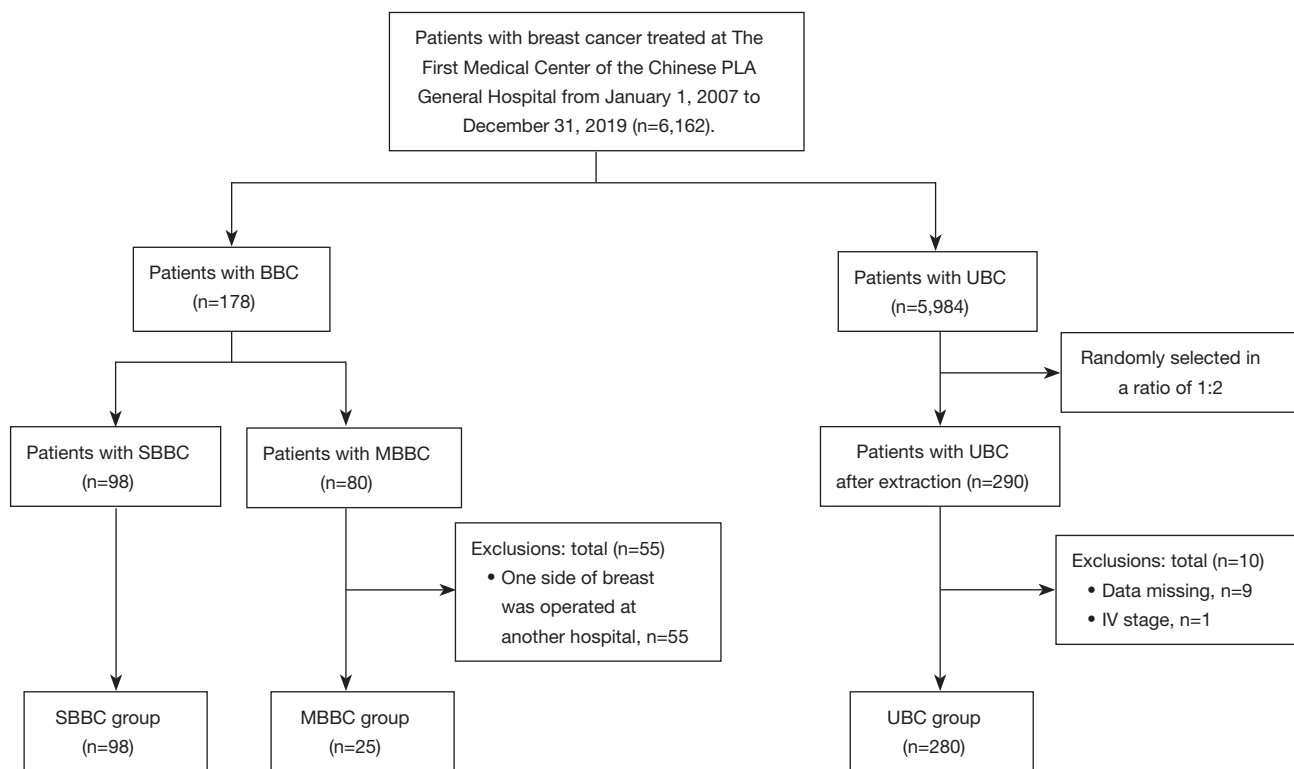 Patients with breast cancer treated at The
First Medical Center of the Chinese PLA
General Hospital from January 1, 2007 to
December 31, 2019 (n=6,162).
Patients with BBC
(n=178)
Patients with UBC
(n=5,984)
Randomly selected in
a ratio of 1:2
Patients with SBBC
(n=98)
Patients with MBBC
(n=80)
Patients with UBC
after extraction (n=290)
Exclusions: total (n=55)
• One side of breast
was operated at
another hospital, n=55
Exclusions: total (n=10)
• Data missing, n=9
• IV stage, n=1
SBBC group
(n=98)
MBBC group
(n=25)
UBC group
(n=280)